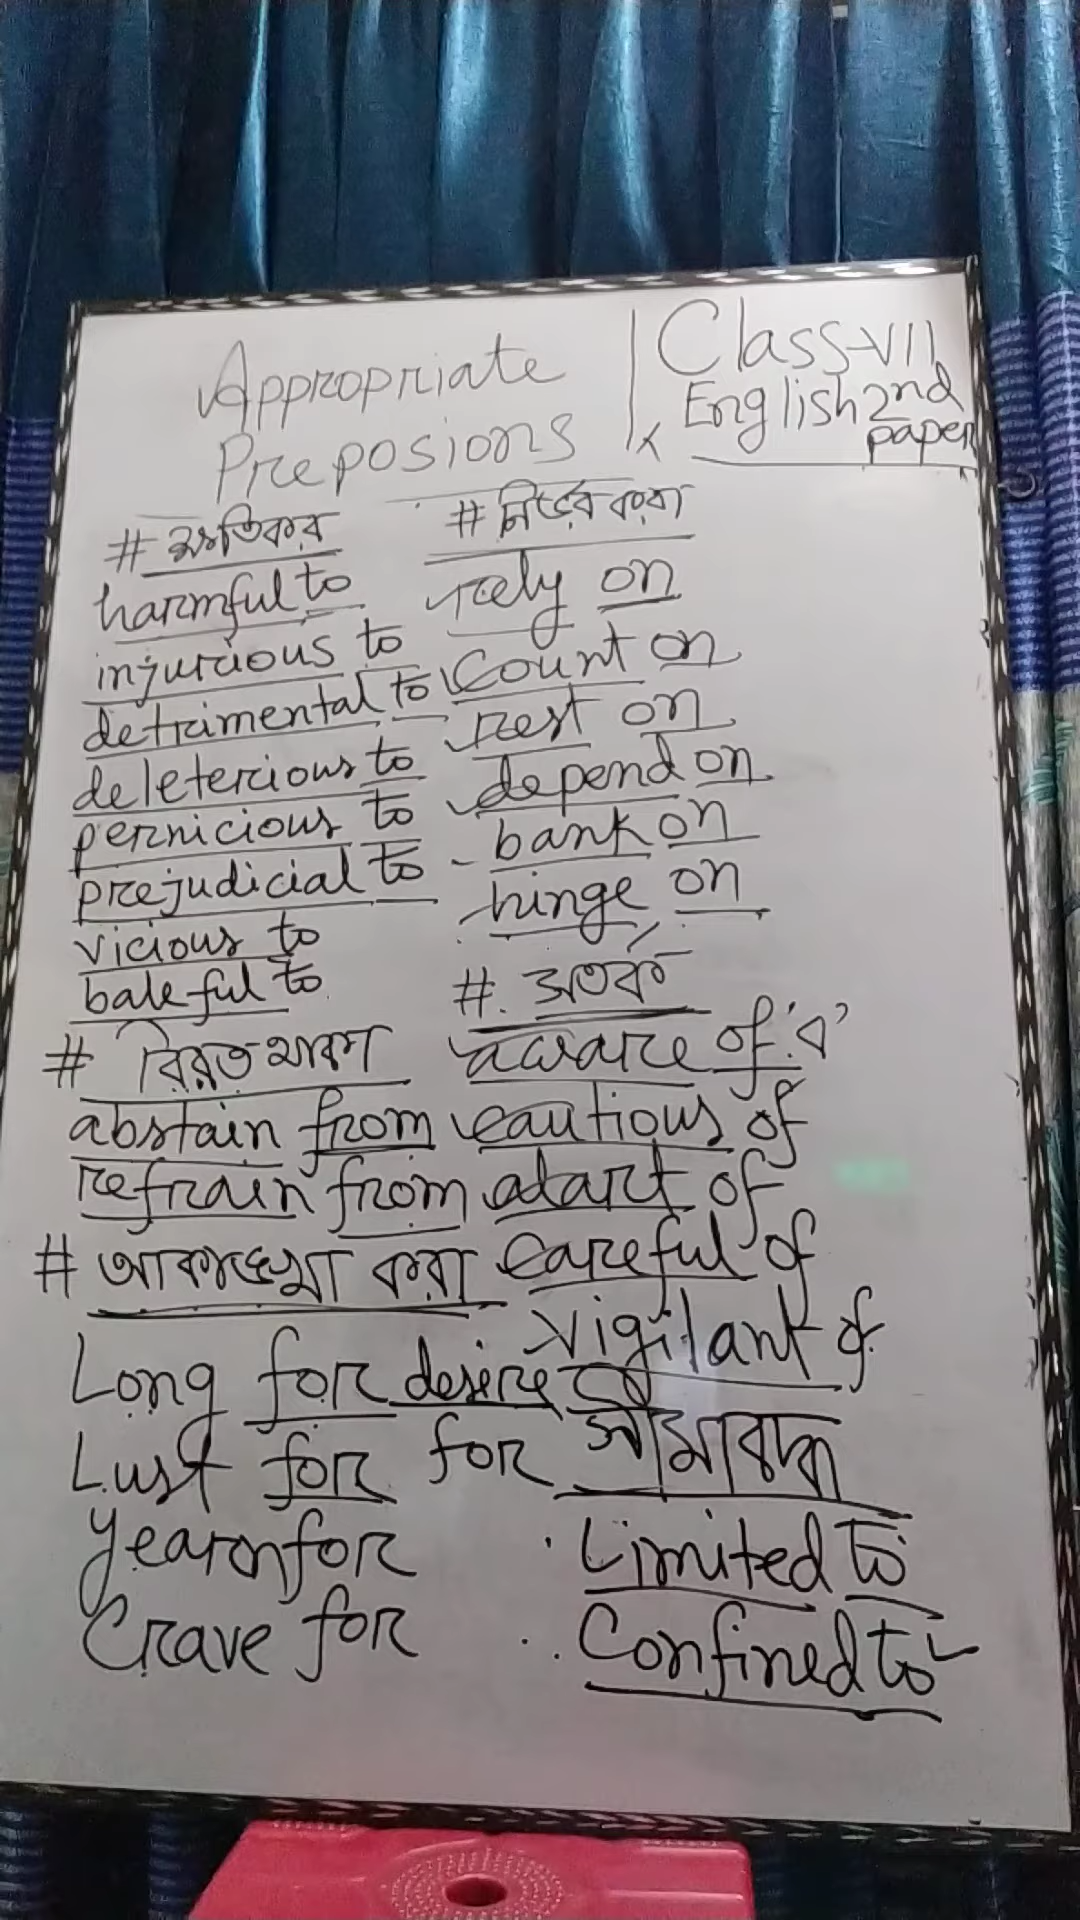 Appropriate
Preposions
Class-VII
English 2nd
paper
# ক্ষতিকর
harmful to
injurious to
detrimental to
deleterious to
pernicious to
prejudicial to
vicious to
baleful to
# বিরত থাকা
abstain from
refrain from
# আকাঙ্খা করা
Long for desire
Lust for for
Yearn for
Crave for
# নির্ভর করা
rely on
Count on
rest on
depend on
bank on
hinge on
# সতর্ক
aware of 'ব'
cautious of
alart of
careful of
vigilant of
সীমাবদ্ধ
Limited to
Confined to